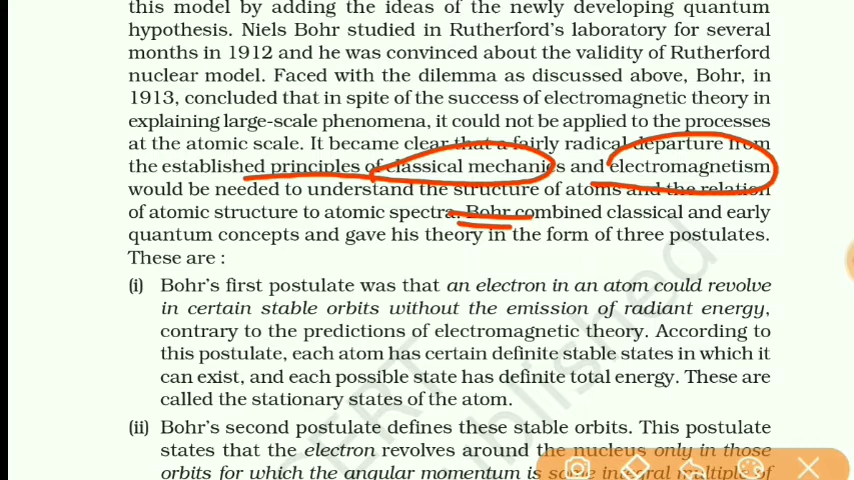 this model by adding the ideas of the newly developing quantum
hypothesis. Niels Bohr studied in Rutherford's laboratory for several
months in 1912 and he was convinced about the validity of Rutherford
nuclear model. Faced with the dilemma as discussed above, Bohr, in
1913, concluded that in spite of the success of electromagnetic theory in
explaining large-scale phenomena, it could not be applied to the processes
at the atomic scale. It became clear that a fairly radical departure from
the established principles of classical mechanics and electromagnetism
would be needed to understand the structure of atoms and the relation
of atomic structure to atomic spectra. Bohr combined classical and early
quantum concepts and gave his theory in the form of three postulates.
These are :
(i) Bohr's first postulate was that an electron in an atom could revolve
in certain stable orbits without the emission of radiant energy,
contrary to the predictions of electromagnetic theory. According to
this postulate, each atom has certain definite stable states in which it
can exist, and each possible state has definite total energy. These are
called the stationary states of the atom.
(ii) Bohr's second postulate defines these stable orbits. This postulate
states that the electron revolves around the nucleus only in those
orbits for which the angular momentum is some integral multiple of